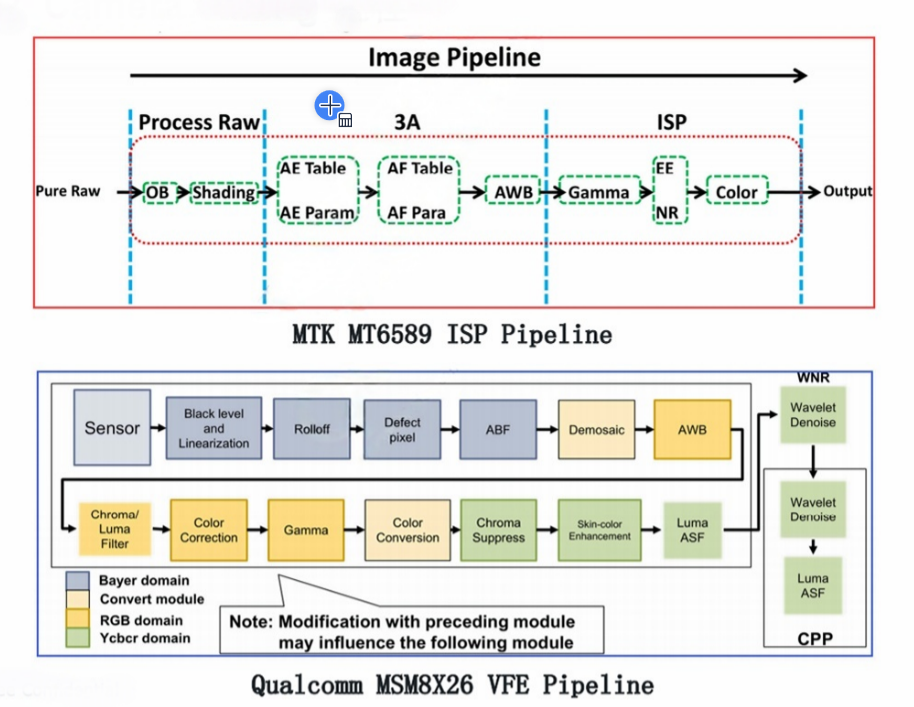 Image Pipeline
Process Raw
3A
ISP
Pure Raw
OB
Shading
AE Table
AE Param
AF Table
AF Para
AWB
Gamma
EE
NR
Color
Output
MTK MT6589 ISP Pipeline
Sensor
Black level
and
Linearization
Rolloff
Defect
pixel
ABF
Demosaic
AWB
WNR
Wavelet
Denoise
Chroma/
Luma
Filter
Color
Correction
Gamma
Color
Conversion
Chroma
Suppress
Skin-color
Enhancement
Luma
ASF
Wavelet
Denoise
Luma
ASF
CPP
Bayer domain
Convert module
RGB domain
Ycbcr domain
Note: Modification with preceding module
may influence the following module
Qualcomm MSM8X26 VFE Pipeline